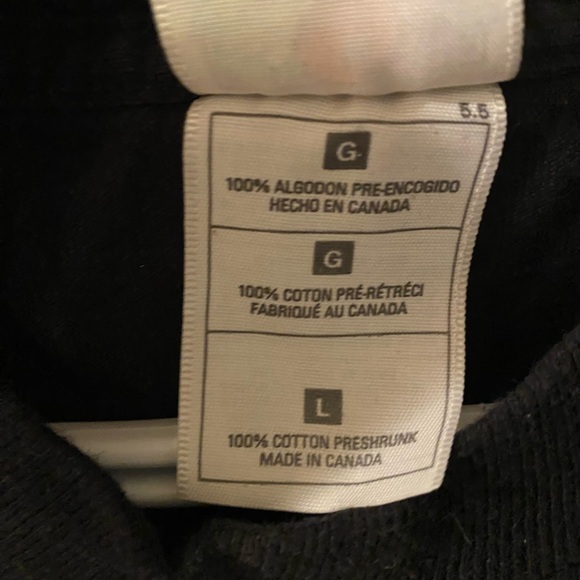 5.5
G
100% ALGODON PRE-ENCOGIDO
HECHO EN CANADA
G
100% COTON PRÉ-RÉTRÉCI
FABRIQUÉ AU CANADA
L
100% COTTON PRESHRUNK
MADE IN CANADA